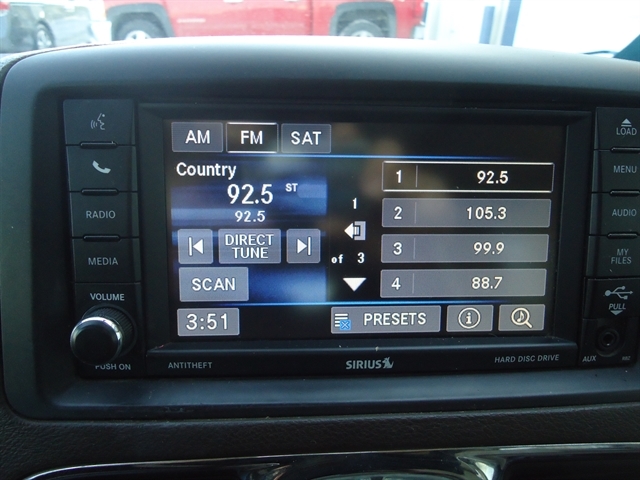 AM FM SAT
LOAD
Country
92.5 ST
92.5
1 92.5
MENU
2 105.3
RADIO
1
AUDIO
DIRECT
TUNE
of 3
3 99.9
MEDIA
MY
FILES
SCAN
4 88.7
VOLUME
PULL
3:51
PRESETS
PUSH ON
ANTITHEFT
SIRIUS
HARD DISC DRIVE
AUX